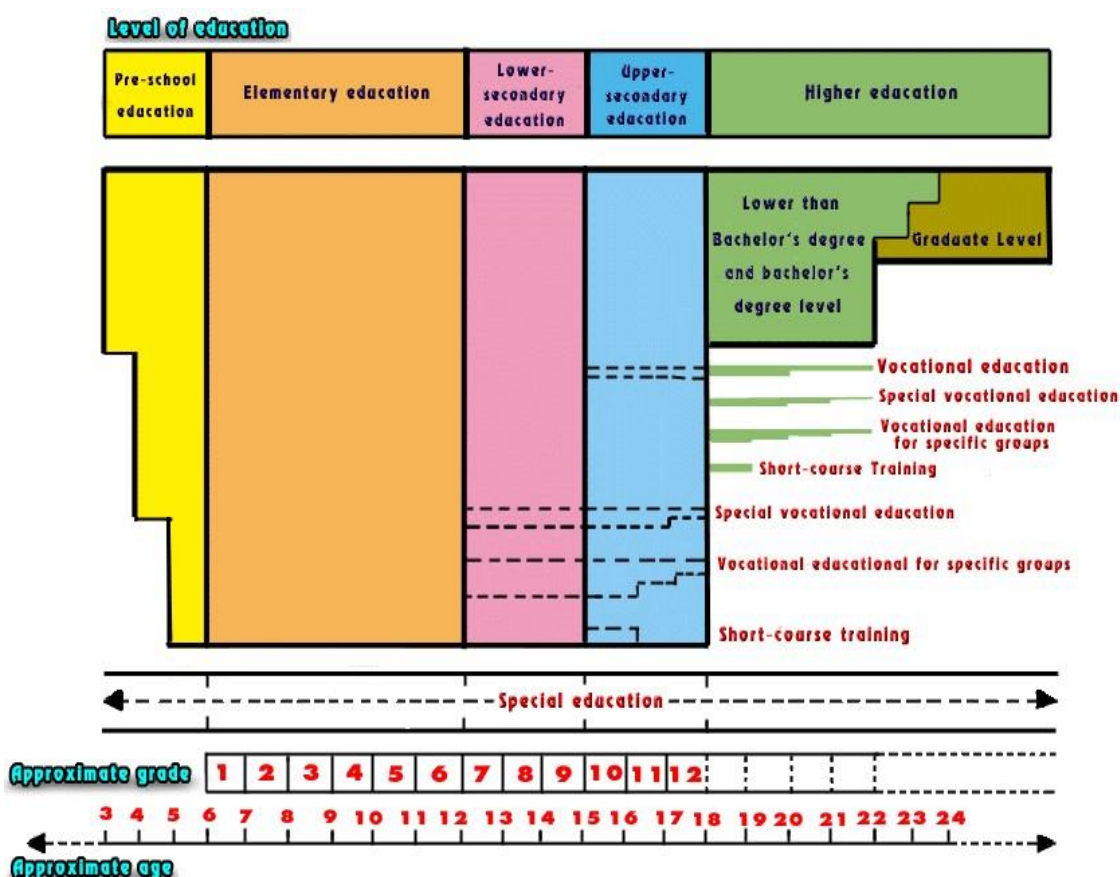 Level of education
Pre-school
education
Elementary education
Lower-
secondary
education
Upper-
secondary
education
Higher education
Lower than
Bachelor's degree
and bachelor's
degree level
Graduate Level
Vocational education
Special vocational education
Vocational education
for specific groups
Short-coarse Training
Special vocational education
Vocational educational for specific groups
Short-coarse training
Special education
Approximate grade
1 2 3 4 5 6 7 8 9 10 11 12
3 4 5 6 7 8 9 10 11 12 13 14 15 16 17 18 19 20 21 22 23 24
Approximate age